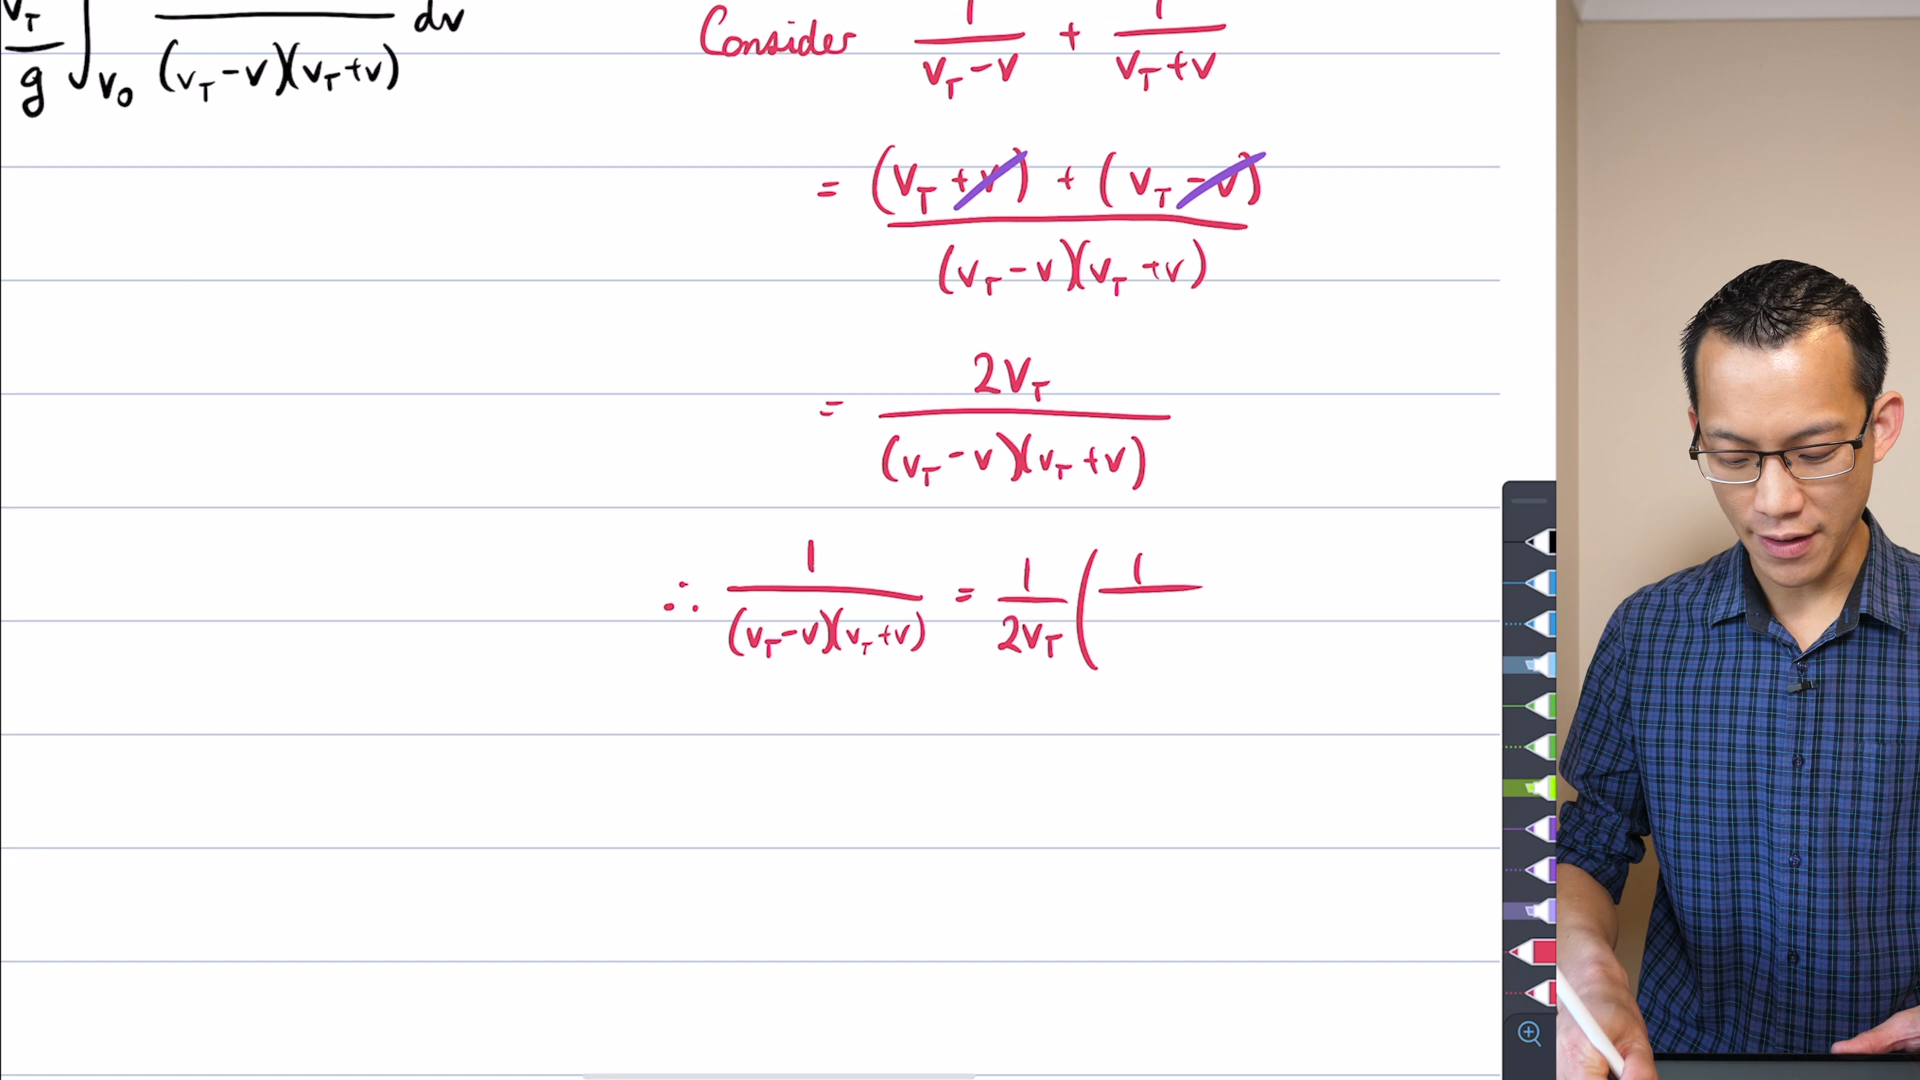 v_T/g ∫_{v_0} —/((v_T-v)(v_T+v)) dv
Consider 1/(v_T-v) + 1/(v_T+v)
= ((v_T+v) + (v_T-v))/((v_T-v)(v_T+v))
= 2v_T/((v_T-v)(v_T+v))
∴ 1/((v_T-v)(v_T+v)) = 1/(2v_T) (1/